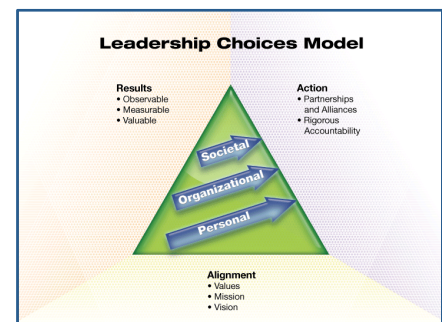 Leadership Choices Model
Results
• Observable
• Measurable
• Valuable
Action
• Partnerships
and Alliances
• Rigorous
Accountability
Societal
Organizational
Personal
Alignment
• Values
• Mission
• Vision